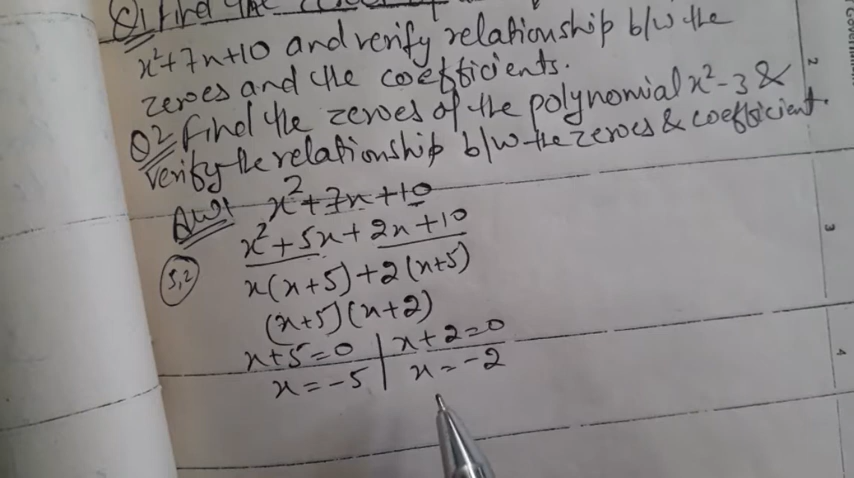 Q1 Find the
x²+7x+10 and verify relationship b/w the
zeroes and the coefficients.
Q2 Find the zeroes of the polynomial x²-3 &
verify the relationship b/w the zeroes & coefficient.
Ans1 x²+7x+10
x²+5x+2x+10
5,2
x(x+5)+2(x+5)
(x+5)(x+2)
x+5=0 | x+2=0
x=-5 | x=-2
2
3
4